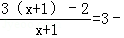 3 (x+1) -2
x+1 =3-